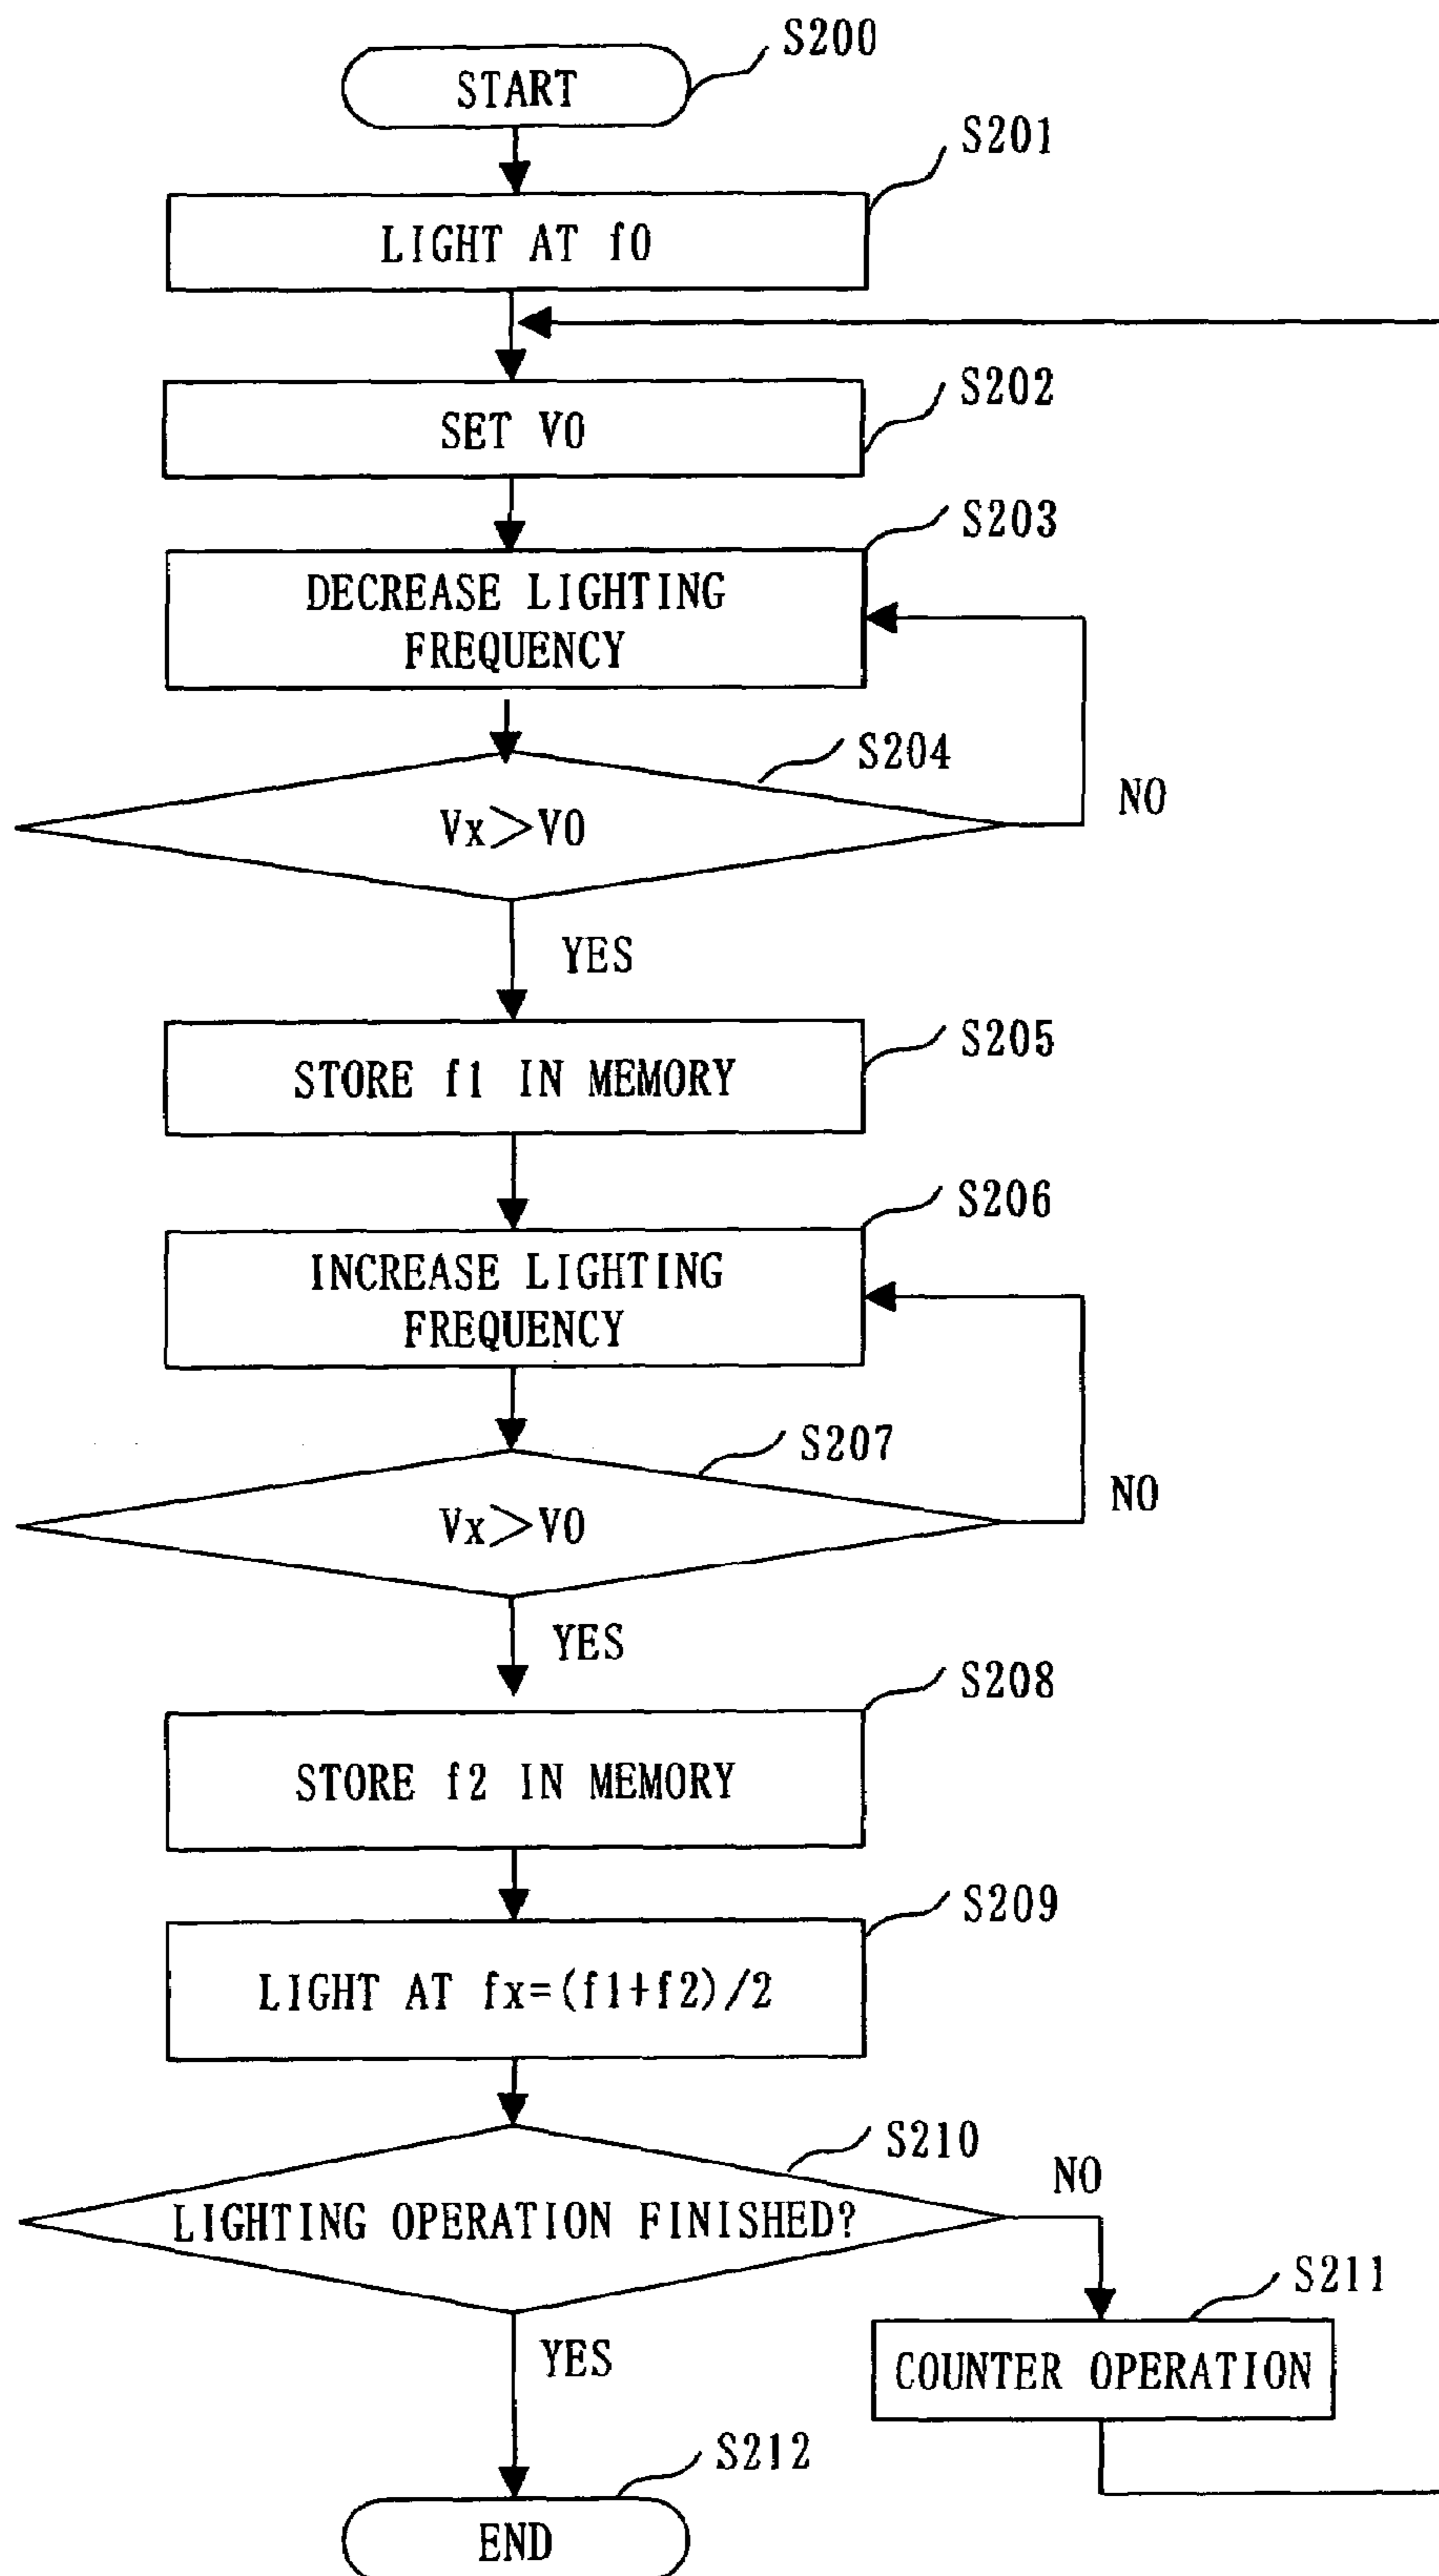 START
S200
S201
LIGHT AT f0
S202
SET V0
S203
DECREASE LIGHTING
FREQUENCY
S204
Vx>V0
NO
YES
S205
STORE f1 IN MEMORY
S206
INCREASE LIGHTING
FREQUENCY
S207
Vx>V0
NO
YES
S208
STORE f2 IN MEMORY
S209
LIGHT AT fx=(f1+f2)/2
S210
NO
LIGHTING OPERATION FINISHED?
S211
YES
COUNTER OPERATION
S212
END